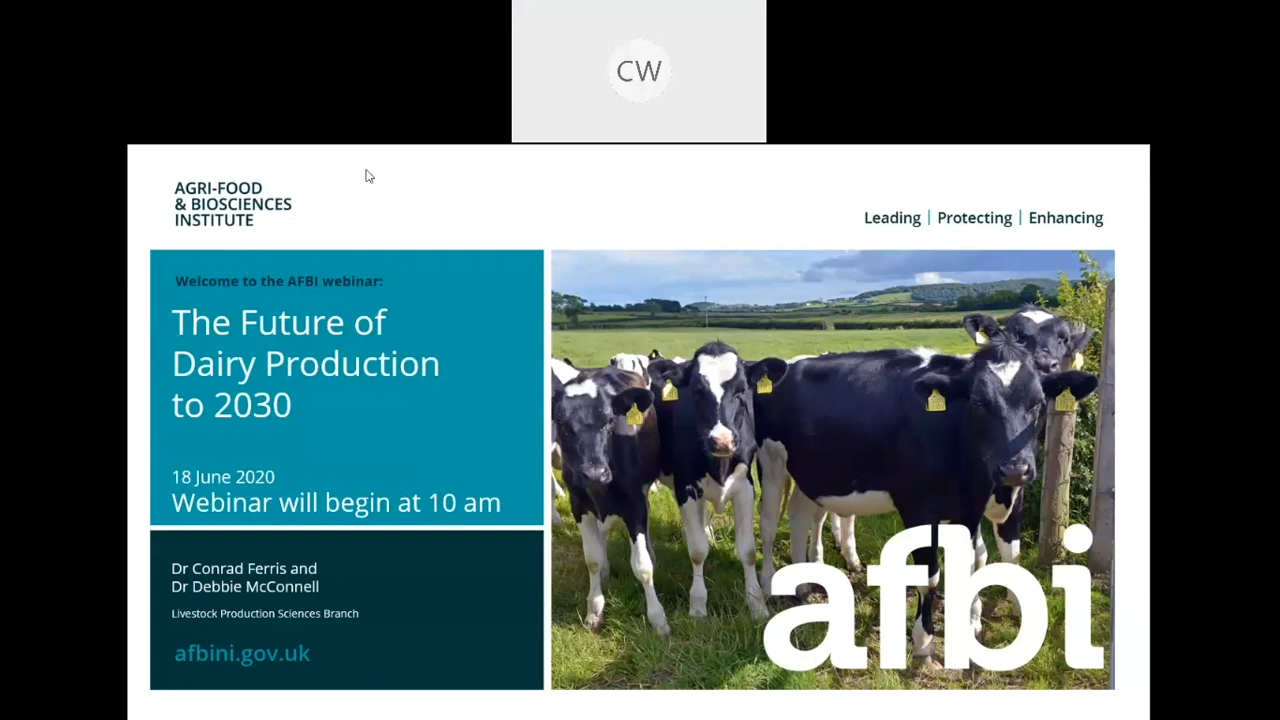 CW
AGRI-FOOD
& BIOSCIENCES
INSTITUTE
Leading | Protecting | Enhancing
Welcome to the AFBI webinar:
The Future of
Dairy Production
to 2030
18 June 2020
Webinar will begin at 10 am
Dr Conrad Ferris and
Dr Debbie McConnell
Livestock Production Sciences Branch
afbini.gov.uk
afbi